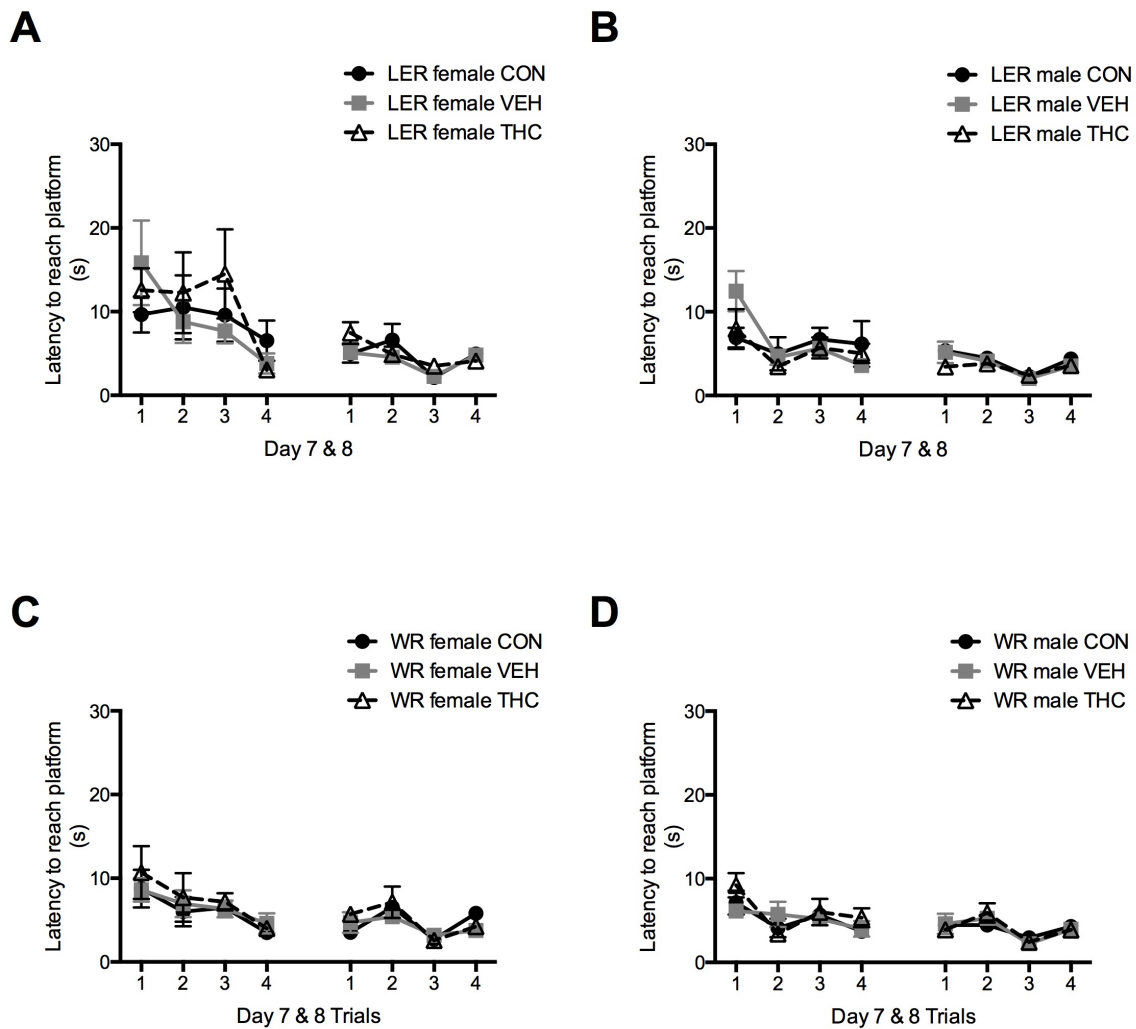 A
LER female CON
LER female VEH
LER female THC
Latency to reach platform
(s)
30
20
10
0
1 2 3 4 1 2 3 4
Day 7 & 8
B
LER male CON
LER male VEH
LER male THC
Latency to reach platform
(s)
30
20
10
0
1 2 3 4 1 2 3 4
Day 7 & 8
C
WR female CON
WR female VEH
WR female THC
Latency to reach platform
(s)
30
20
10
0
1 2 3 4 1 2 3 4
Day 7 & 8 Trials
D
WR male CON
WR male VEH
WR male THC
Latency to reach platform
(s)
30
20
10
0
1 2 3 4 1 2 3 4
Day 7 & 8 Trials